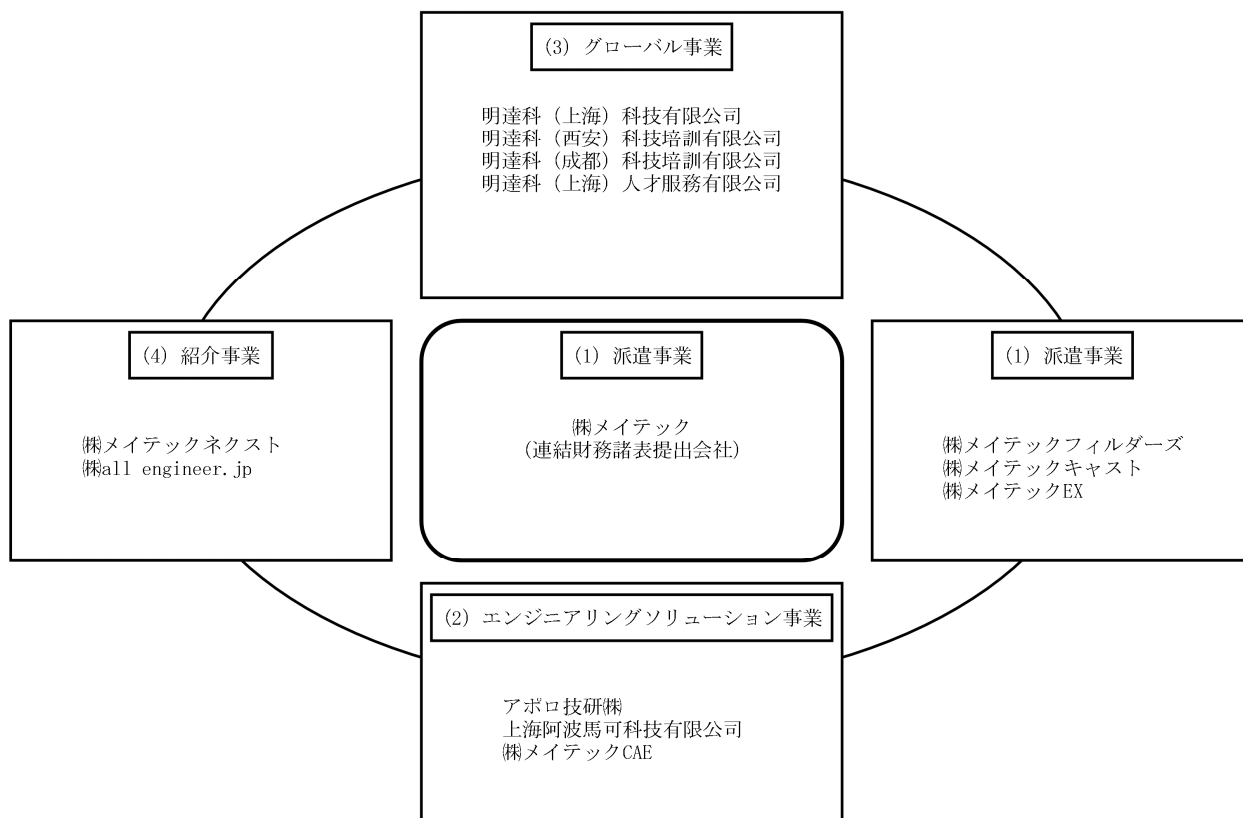 (3) グローバル事業
明達科（上海）科技有限公司
明達科（西安）科技培訓有限公司
明達科（成都）科技培訓有限公司
明達科（上海）人才服務有限公司
(4) 紹介事業
㈱メイテックネクスト
㈱all engineer.jp
(1) 派遣事業
㈱メイテック
(連結財務諸表提出会社)
(1) 派遣事業
㈱メイテックフィルダーズ
㈱メイテックキャスト
㈱メイテックEX
(2) エンジニアリングソリューション事業
アポロ技研㈱
上海阿波馬可科技有限公司
㈱メイテックCAE